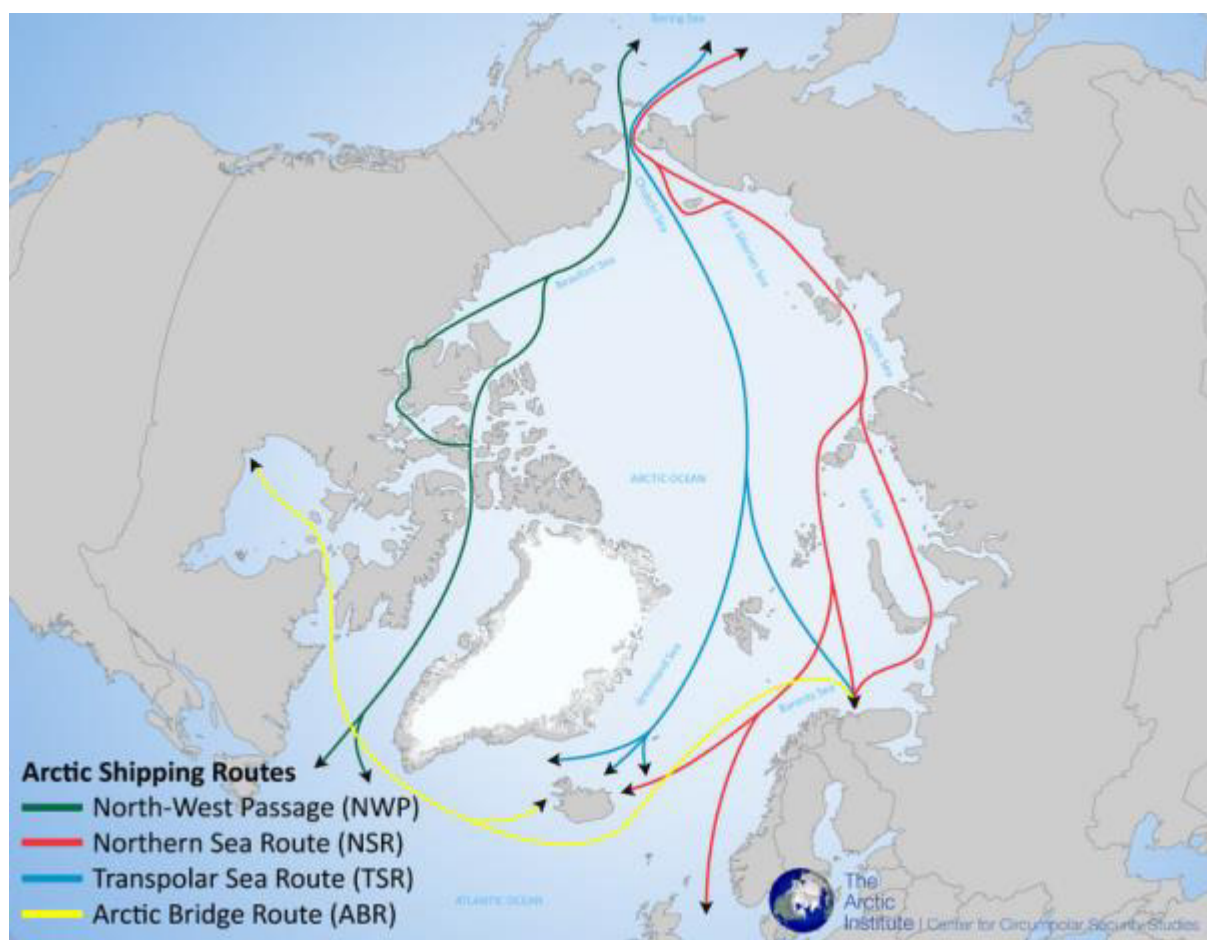 Bering Sea
Chukchi Sea
East Siberian Sea
Beaufort Sea
Laptev Sea
ARCTIC OCEAN
Kara Sea
Greenland Sea
Barents Sea
Arctic Shipping Routes
North-West Passage (NWP)
Northern Sea Route (NSR)
Transpolar Sea Route (TSR)
Arctic Bridge Route (ABR)
ATLANTIC OCEAN
The
Arctic
Institute | Center for Circumpolar Security Studies